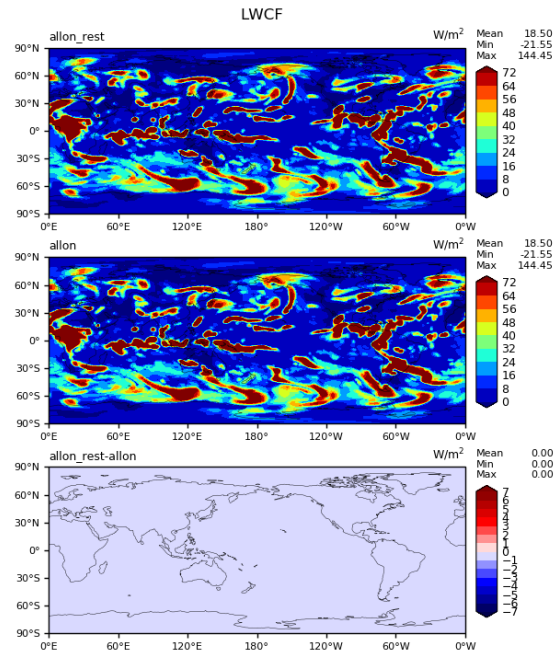 LWCF
allon_rest
W/m²
Mean 18.50
Min -21.55
Max 144.45
90°N
60°N
30°N
0°
30°S
60°S
90°S
0°E
60°E
120°E
180°
120°W
60°W
0°W
72
64
56
48
40
32
24
16
8
0
allon
W/m²
Mean 18.50
Min -21.55
Max 144.45
90°N
60°N
30°N
0°
30°S
60°S
90°S
0°E
60°E
120°E
180°
120°W
60°W
0°W
72
64
56
48
40
32
24
16
8
0
allon_rest-allon
W/m²
Mean 0.00
Min 0.00
Max 0.00
90°N
60°N
30°N
0°
30°S
60°S
90°S
0°E
60°E
120°E
180°
120°W
60°W
0°W
7
6
5
4
3
2
1
0
−1
−2
−3
−4
−5
−6
−7